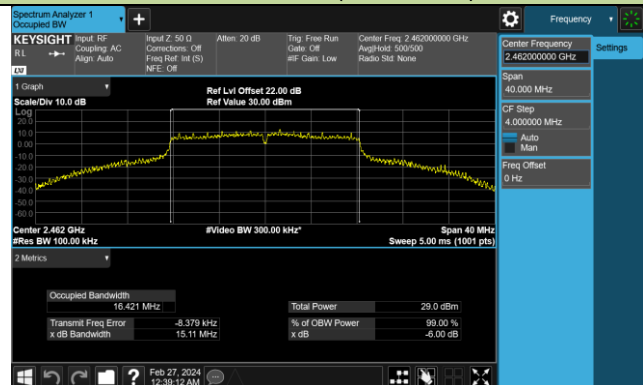 Spectrum Analyzer 1
Occupied BW
+
Frequency
KEYSIGHT
RL
LXI
Input: RF
Coupling: AC
Align: Auto
Input Z: 50 Ω
Corrections: Off
Freq Ref: Int (S)
NFE: Off
Atten: 20 dB
Trig: Free Run
Gate: Off
#IF Gain: Low
Center Freq: 2.462000000 GHz
Avg|Hold: 500/500
Radio Std: None
Center Frequency
2.462000000 GHz
Settings
Span
40.000 MHz
CF Step
4.000000 MHz
Auto
Man
Freq Offset
0 Hz
1 Graph
Scale/Div 10.0 dB
Ref Lvl Offset 22.00 dB
Ref Value 30.00 dBm
Log
20.0
10.0
0.00
-10.0
-20.0
-30.0
-40.0
-50.0
-60.0
Center 2.462 GHz
#Video BW 300.00 kHz*
Span 40 MHz
#Res BW 100.00 kHz
Sweep 5.00 ms (1001 pts)
2 Metrics
Occupied Bandwidth
16.421 MHz
Total Power 29.0 dBm
Transmit Freq Error -8.379 kHz
% of OBW Power 99.00 %
x dB Bandwidth 15.11 MHz
x dB -6.00 dB
?
Feb 27, 2024
12:39:12 AM